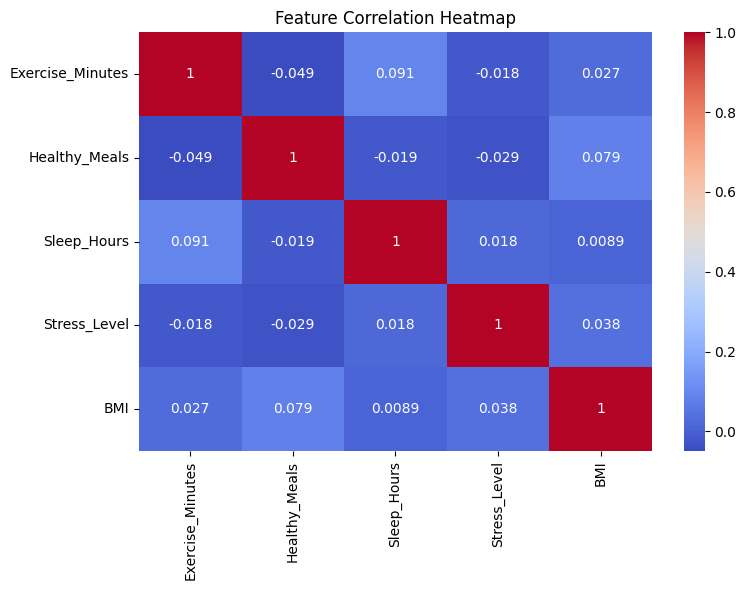 Feature Correlation Heatmap
Exercise_Minutes 1 -0.049 0.091 -0.018 0.027
Healthy_Meals -0.049 1 -0.019 -0.029 0.079
Sleep_Hours 0.091 -0.019 1 0.018 0.0089
Stress_Level -0.018 -0.029 0.018 1 0.038
BMI 0.027 0.079 0.0089 0.038 1
Exercise_Minutes
Healthy_Meals
Sleep_Hours
Stress_Level
BMI
1.0
0.8
0.6
0.4
0.2
0.0